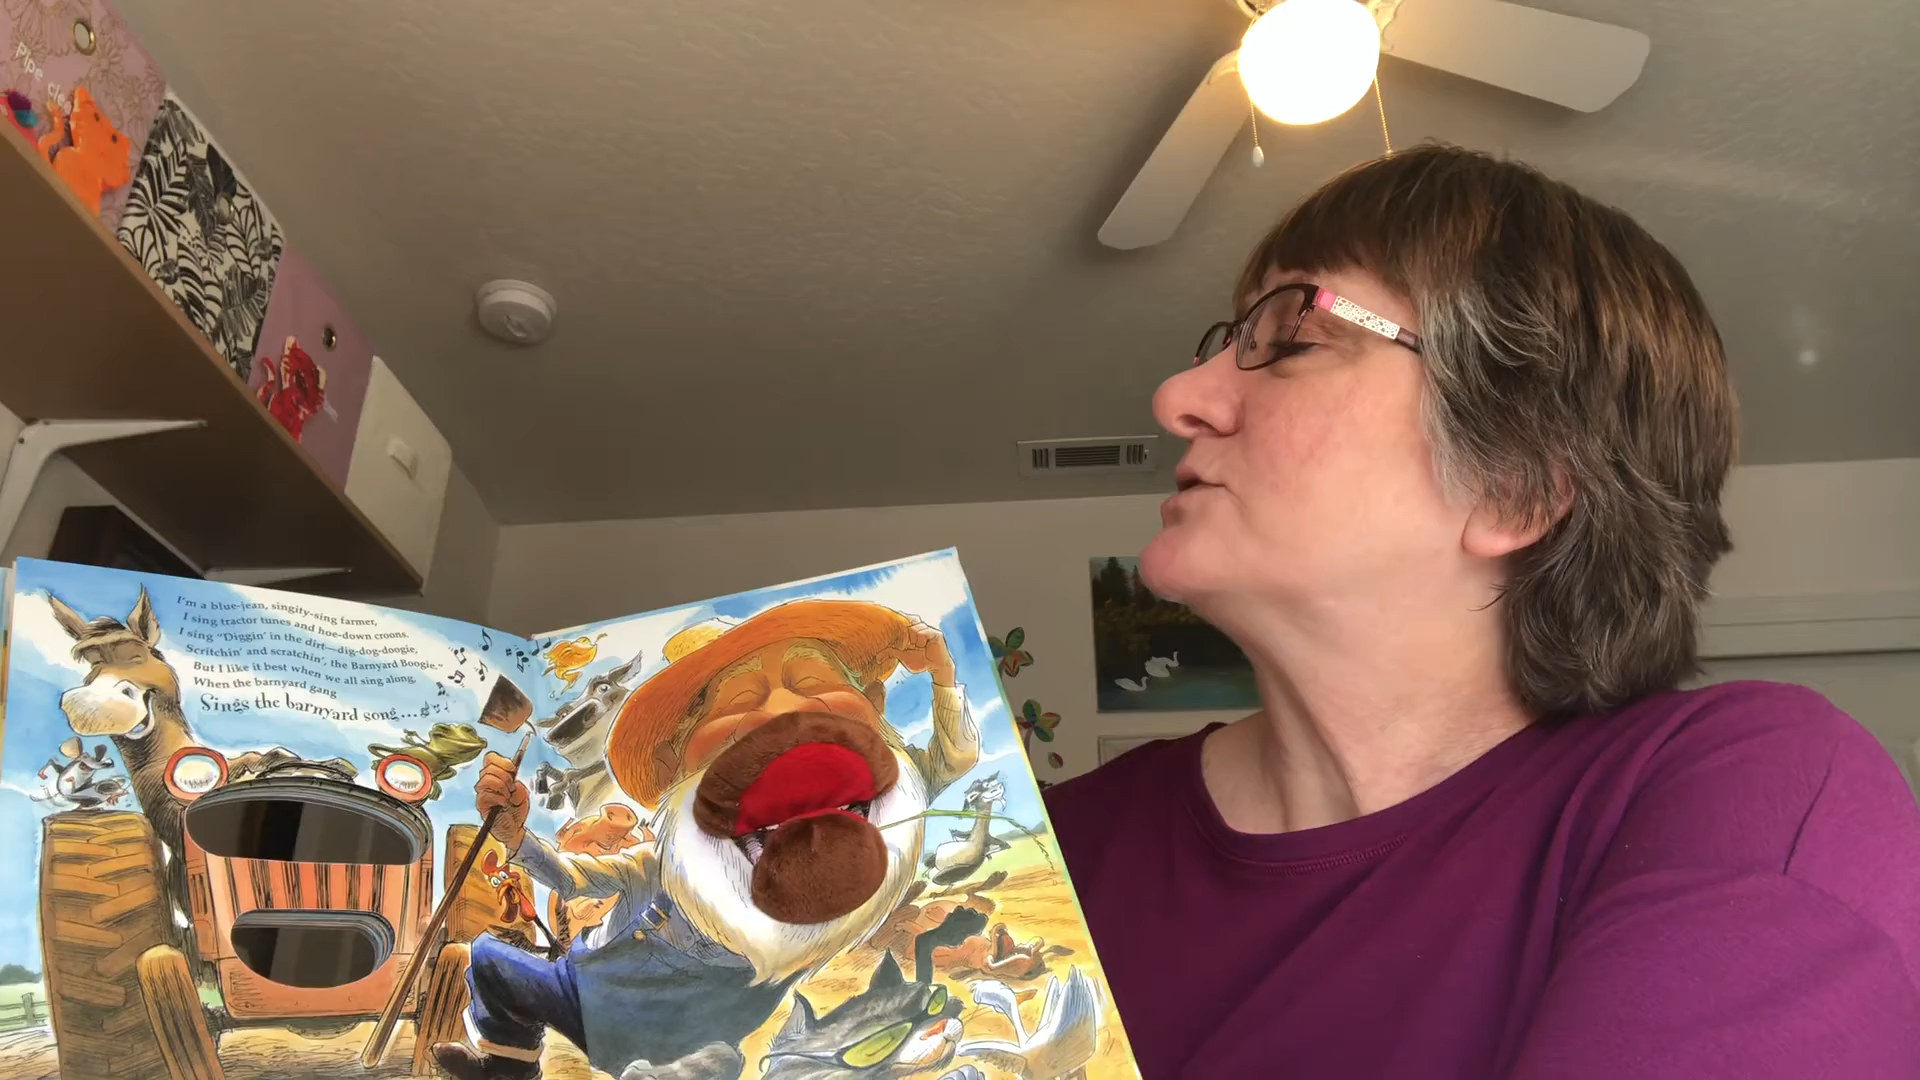 Pipe
I'm a blue-jean, singity-sing farmer,
I sing tractor tunes and hoe-down croons.
I sing "Diggin' in the dirt—dig-dog-doogie,
Scritchin' and scratchin', the Barnyard Boogie."
But I like it best when we all sing along,
When the barnyard gang
Sings the barnyard song...